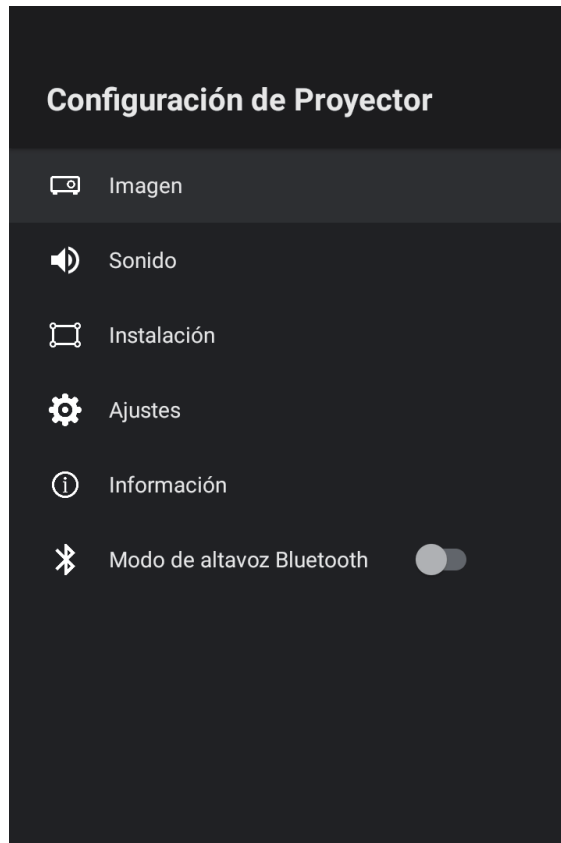 Configuración de Proyector
Imagen
Sonido
Instalación
Ajustes
Información
Modo de altavoz Bluetooth